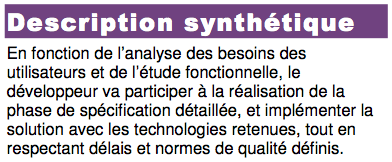 Description synthétique
En fonction de l'analyse des besoins des
utilisateurs et de l'étude fonctionnelle, le
développeur va participer à la réalisation de la
phase de spécification détaillée, et implémenter la
solution avec les technologies retenues, tout en
respectant délais et normes de qualité définis.